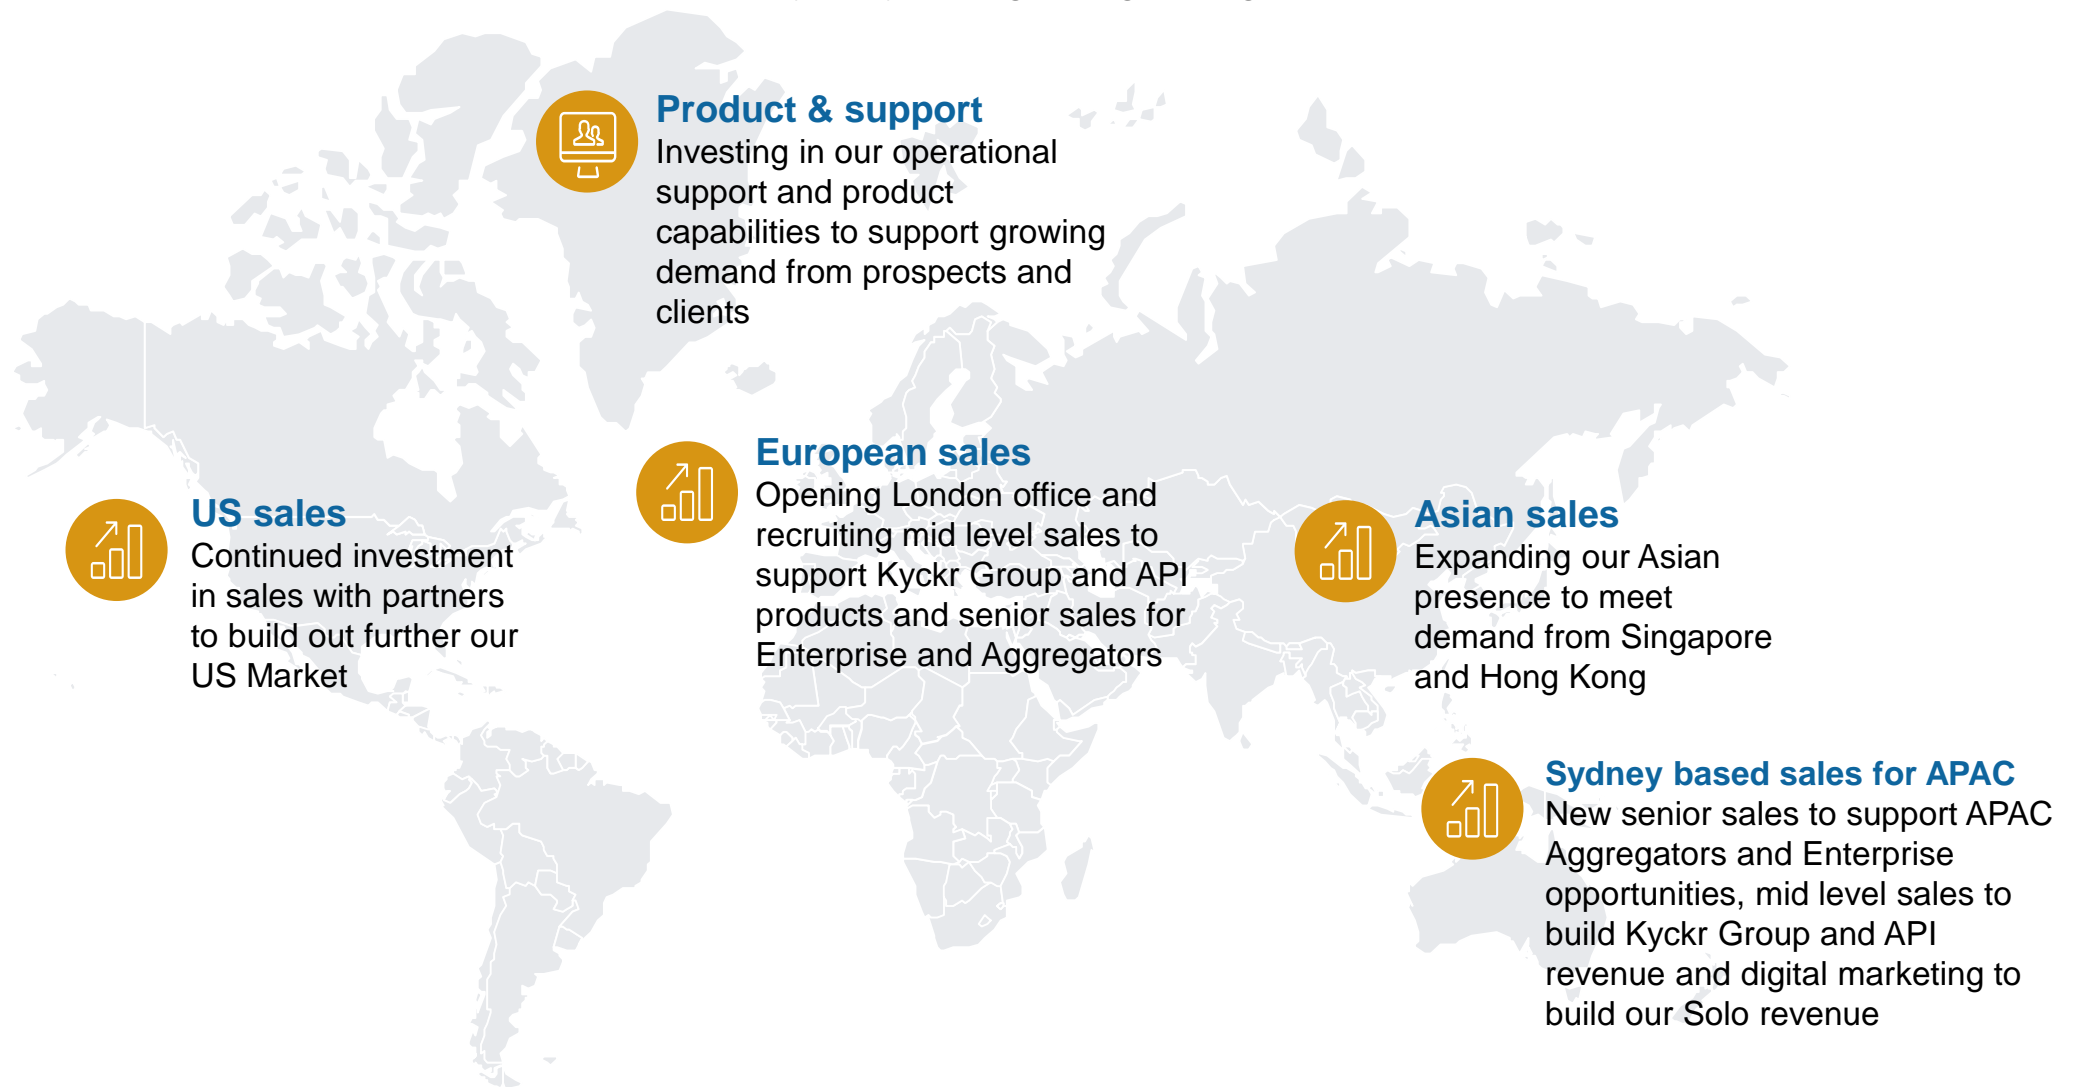 Product & support
Investing in our operational
support and product
capabilities to support growing
demand from prospects and
clients
European sales
Opening London office and
recruiting mid level sales to
support Kyckr Group and API
products and senior sales for
Enterprise and Aggregators
US sales
Continued investment
in sales with partners
to build out further our
US Market
Asian sales
Expanding our Asian
presence to meet
demand from Singapore
and Hong Kong
Sydney based sales for APAC
New senior sales to support APAC
Aggregators and Enterprise
opportunities, mid level sales to
build Kyckr Group and API
revenue and digital marketing to
build our Solo revenue